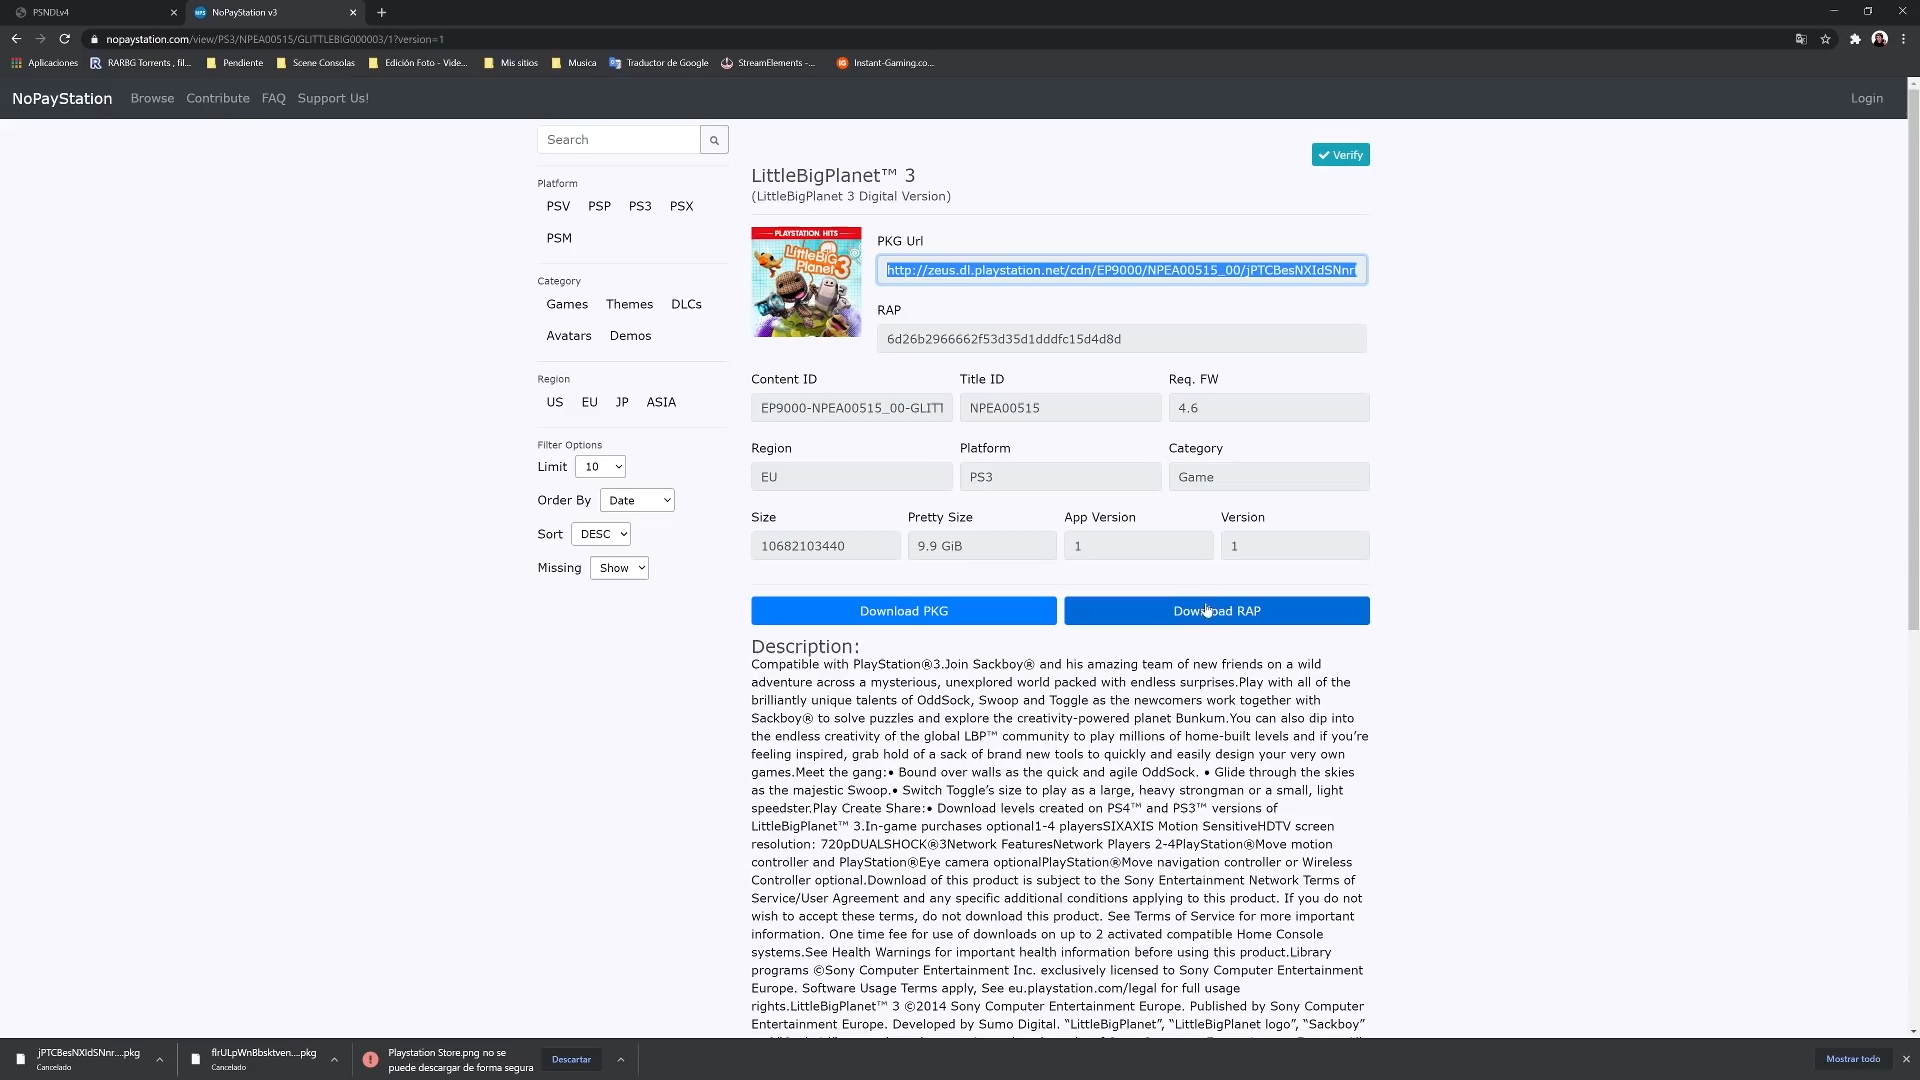 PSNDLv4
NoPayStation v3
nopaystation.com/view/PS3/NPEA00515/GLITTLEBIG000003/1?version=1
Aplicaciones
RARBG Torrents , fil...
Pendiente
Scene Consolas
Edición Foto - Vide...
Mis sitios
Musica
Traductor de Google
StreamElements -...
Instant-Gaming.co...
NoPayStation
Browse
Contribute
FAQ
Support Us!
Login
Search
Platform
PSV
PSP
PS3
PSX
PSM
Category
Games
Themes
DLCs
Avatars
Demos
Region
US
EU
JP
ASIA
Filter Options
Limit
10
Order By
Date
Sort
DESC
Missing
Show
Verify
LittleBigPlanet™ 3
(LittleBigPlanet 3 Digital Version)
PLAYSTATION HITS
LittleBig
Planet 3
PKG Url
http://zeus.dl.playstation.net/cdn/EP9000/NPEA00515_00/jPTCBesNXIdSNnr
RAP
6d26b2966662f53d35d1dddfc15d4d8d
Content ID
Title ID
Req. FW
EP9000-NPEA00515_00-GLIT
NPEA00515
4.6
Region
Platform
Category
EU
PS3
Game
Size
Pretty Size
App Version
Version
10682103440
9.9 GiB
1
1
Download PKG
Download RAP
Description:
Compatible with PlayStation®3.Join Sackboy® and his amazing team of new friends on a wild
adventure across a mysterious, unexplored world packed with endless surprises.Play with all of the
brilliantly unique talents of OddSock, Swoop and Toggle as the newcomers work together with
Sackboy® to solve puzzles and explore the creativity-powered planet Bunkum.You can also dip into
the endless creativity of the global LBP™ community to play millions of home-built levels and if you’re
feeling inspired, grab hold of a sack of brand new tools to quickly and easily design your very own
games.Meet the gang:• Bound over walls as the quick and agile OddSock. • Glide through the skies
as the majestic Swoop.• Switch Toggle’s size to play as a large, heavy strongman or a small, light
speedster.Play Create Share:• Download levels created on PS4™ and PS3™ versions of
LittleBigPlanet™ 3.In-game purchases optional1-4 playersSIXAXIS Motion SensitiveHDTV screen
resolution: 720pDUALSHOCK®3Network FeaturesNetwork Players 2-4PlayStation®Move motion
controller and PlayStation®Eye camera optionalPlayStation®Move navigation controller or Wireless
Controller optional.Download of this product is subject to the Sony Entertainment Network Terms of
Service/User Agreement and any specific additional conditions applying to this product. If you do not
wish to accept these terms, do not download this product. See Terms of Service for more important
information. One time fee for use of downloads on up to 2 activated compatible Home Console
systems.See Health Warnings for important health information before using this product.Library
programs ©Sony Computer Entertainment Inc. exclusively licensed to Sony Computer Entertainment
Europe. Software Usage Terms apply, See eu.playstation.com/legal for full usage
rights.LittleBigPlanet™ 3 ©2014 Sony Computer Entertainment Europe. Published by Sony Computer
Entertainment Europe. Developed by Sumo Digital. “LittleBigPlanet”, “LittleBigPlanet logo”, “Sackboy”
jPTCBesNXIdSNnr....pkg
Cancelado
flrULpWnBbsktven....pkg
Cancelado
Playstation Store.png no se
puede descargar de forma segura
Descartar
Mostrar todo